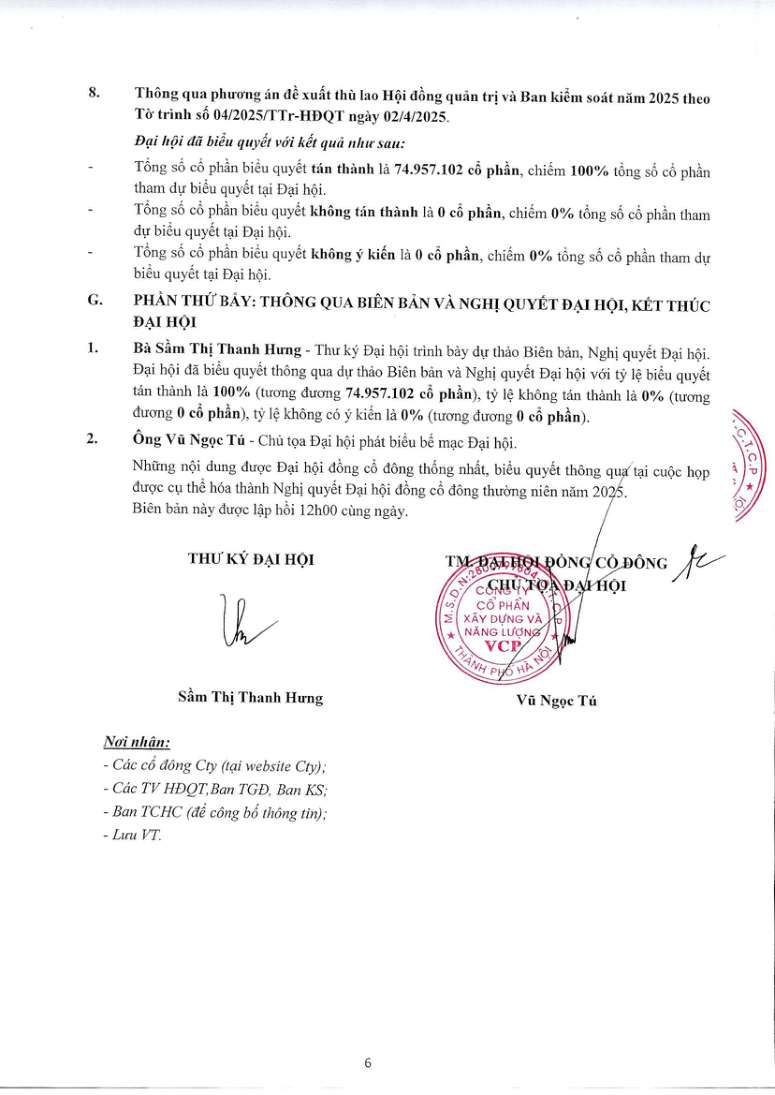 8. Thông qua phương án đề xuất thù lao Hội đồng quản trị và Ban kiểm soát năm 2025 theo
Tờ trình số 04/2025/TTr-HĐQT ngày 02/4/2025.
Đại hội đã biểu quyết với kết quả như sau:
- Tổng số cổ phần biểu quyết tán thành là 74.957.102 cổ phần, chiếm 100% tổng số cổ phần
tham dự biểu quyết tại Đại hội.
- Tổng số cổ phần biểu quyết không tán thành là 0 cổ phần, chiếm 0% tổng số cổ phần tham
dự biểu quyết tại Đại hội.
- Tổng số cổ phần biểu quyết không ý kiến là 0 cổ phần, chiếm 0% tổng số cổ phần tham dự
biểu quyết tại Đại hội.
G. PHẦN THỨ BẢY: THÔNG QUA BIÊN BẢN VÀ NGHỊ QUYẾT ĐẠI HỘI, KẾT THÚC
ĐẠI HỘI
1. Bà Sầm Thị Thanh Hưng - Thư ký Đại hội trình bày dự thảo Biên bản, Nghị quyết Đại hội.
Đại hội đã biểu quyết thông qua dự thảo Biên bản và Nghị quyết Đại hội với tỷ lệ biểu quyết
tán thành là 100% (tương đương 74.957.102 cổ phần), tỷ lệ không tán thành là 0% (tương
đương 0 cổ phần), tỷ lệ không có ý kiến là 0% (tương đương 0 cổ phần).
2. Ông Vũ Ngọc Tú - Chủ tọa Đại hội phát biểu bế mạc Đại hội.
Những nội dung được Đại hội đồng cổ đông thống nhất, biểu quyết thông qua tại cuộc họp
được cụ thể hóa thành Nghị quyết Đại hội đồng cổ đông thường niên năm 2025.
Biên bản này được lập hồi 12h00 cùng ngày.
THƯ KÝ ĐẠI HỘI
TM. ĐẠI HỘI ĐỒNG CỔ ĐÔNG
CHỦ TỌA ĐẠI HỘI
CÔNG TY
CỔ PHẦN
XÂY DỰNG VÀ
NĂNG LƯỢNG
VCP
THÀNH PHỐ HÀ NỘI
Sầm Thị Thanh Hưng
Vũ Ngọc Tú
Nơi nhận:
- Các cổ đông Cty (tại website Cty);
- Các TV HĐQT,Ban TGĐ, Ban KS;
- Ban TCHC (để công bố thông tin);
- Lưu VT.
6